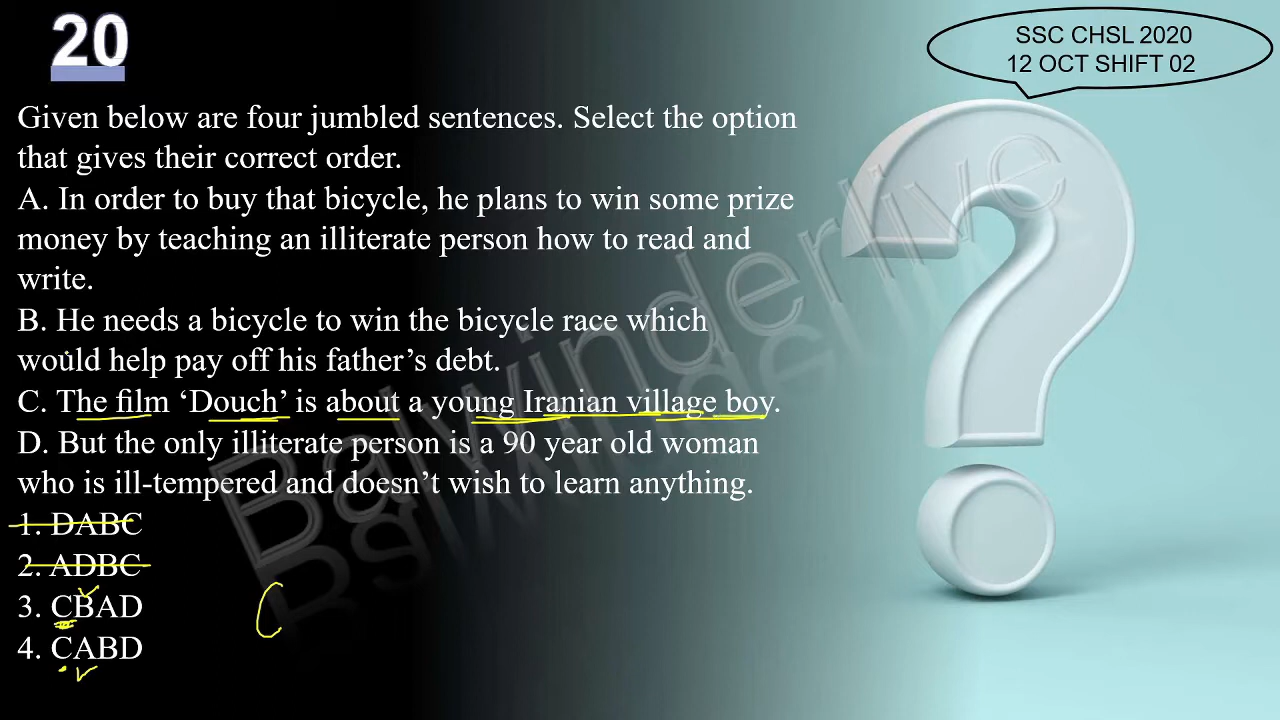 20
SSC CHSL 2020
12 OCT SHIFT 02
Given below are four jumbled sentences. Select the option
that gives their correct order.
A. In order to buy that bicycle, he plans to win some prize
money by teaching an illiterate person how to read and
write.
B. He needs a bicycle to win the bicycle race which
would help pay off his father's debt.
C. The film ‘Douch’ is about a young Iranian village boy.
D. But the only illiterate person is a 90 year old woman
who is ill-tempered and doesn’t wish to learn anything.
1. DABC
2. ADBC
3. CBAD
4. CABD
C
Balwinderlive